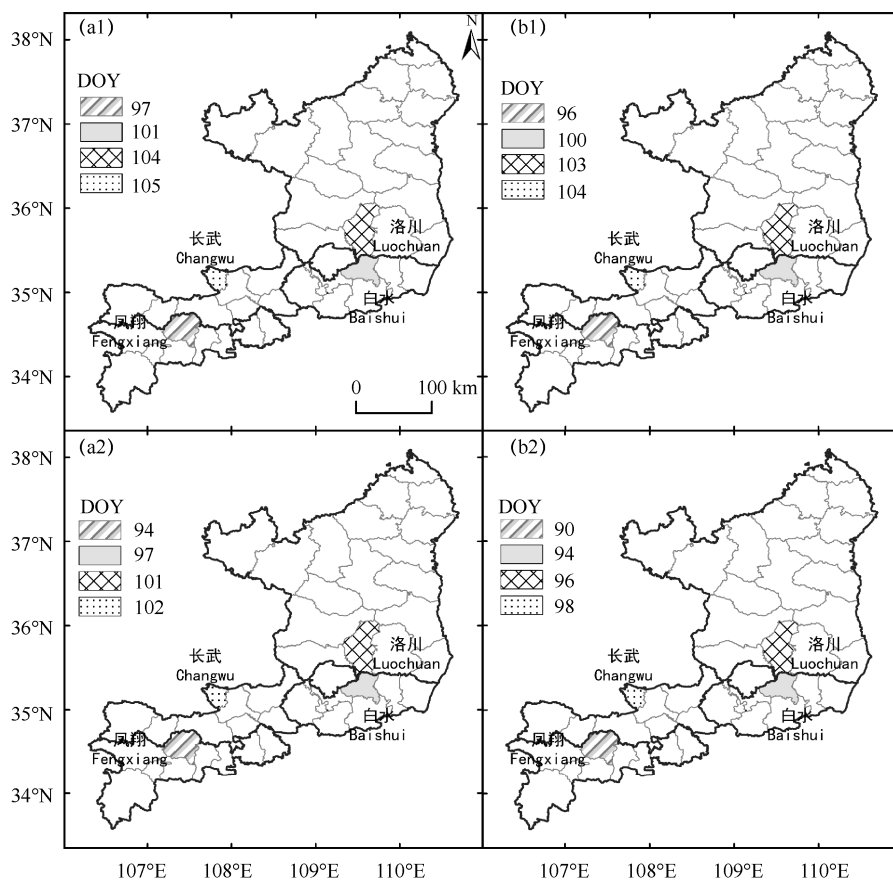 (a1)
N
DOY
97
101
104
105
长武
Changwu
洛川
Luochuan
白水
Baishui
凤翔
Fengxiang
0 100 km
(b1)
DOY
96
100
103
104
长武
Changwu
洛川
Luochuan
白水
Baishui
凤翔
Fengxiang
38°N
37°N
36°N
35°N
34°N
(a2)
DOY
94
97
101
102
长武
Changwu
洛川
Luochuan
白水
Baishui
凤翔
Fengxiang
(b2)
DOY
90
94
96
98
长武
Changwu
洛川
Luochuan
白水
Baishui
凤翔
Fengxiang
38°N
37°N
36°N
35°N
34°N
107°E 108°E 109°E 110°E 107°E 108°E 109°E 110°E